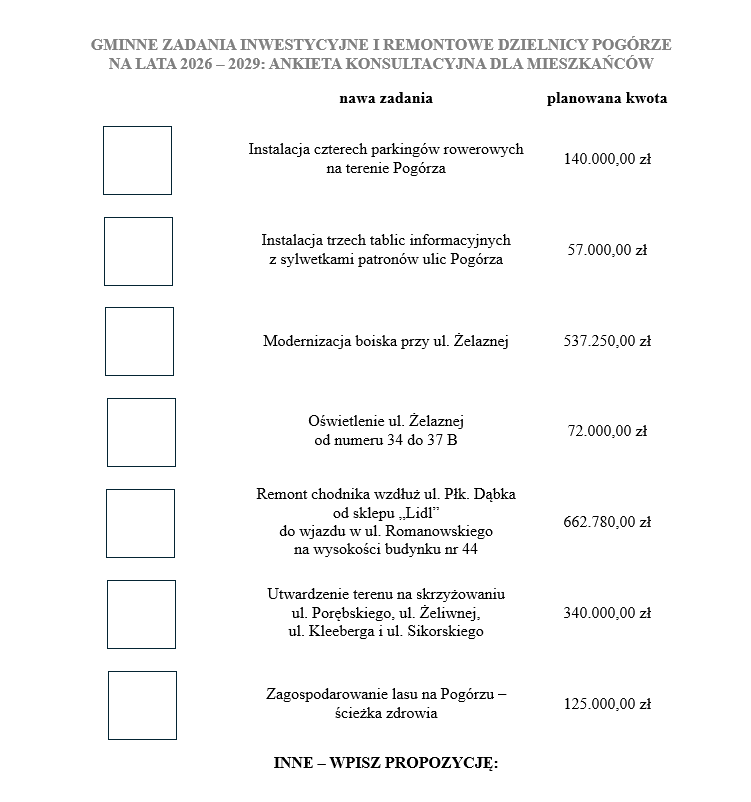 GMINNE ZADANIA INWESTYCYJNE I REMONTOWE DZIELNICY POGÓRZE
NA LATA 2026 – 2029: ANKIETA KONSULTACYJNA DLA MIESZKAŃCÓW
nawa zadania planowana kwota
Instalacja czterech parkingów rowerowych
na terenie Pogórza
140.000,00 zł
Instalacja trzech tablic informacyjnych
z sylwetkami patronów ulic Pogórza
57.000,00 zł
Modernizacja boiska przy ul. Żelaznej 537.250,00 zł
Oświetlenie ul. Żelaznej
od numeru 34 do 37 B
72.000,00 zł
Remont chodnika wzdłuż ul. Płk. Dąbka
od sklepu „Lidl”
do wjazdu w ul. Romanowskiego
na wysokości budynku nr 44
662.780,00 zł
Utwardzenie terenu na skrzyżowaniu
ul. Porębskiego, ul. Żeliwnej,
ul. Kleeberga i ul. Sikorskiego
340.000,00 zł
Zagospodarowanie lasu na Pogórzu –
ścieżka zdrowia
125.000,00 zł
INNE – WPISZ PROPOZYCJĘ: